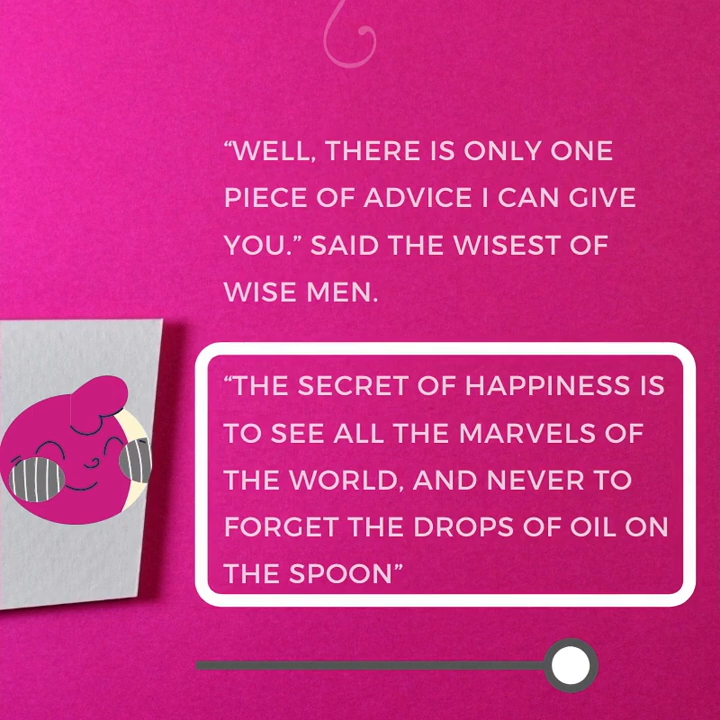 “WELL, THERE IS ONLY ONE
PIECE OF ADVICE I CAN GIVE
YOU.” SAID THE WISEST OF
WISE MEN.
“THE SECRET OF HAPPINESS IS
TO SEE ALL THE MARVELS OF
THE WORLD, AND NEVER TO
FORGET THE DROPS OF OIL ON
THE SPOON”